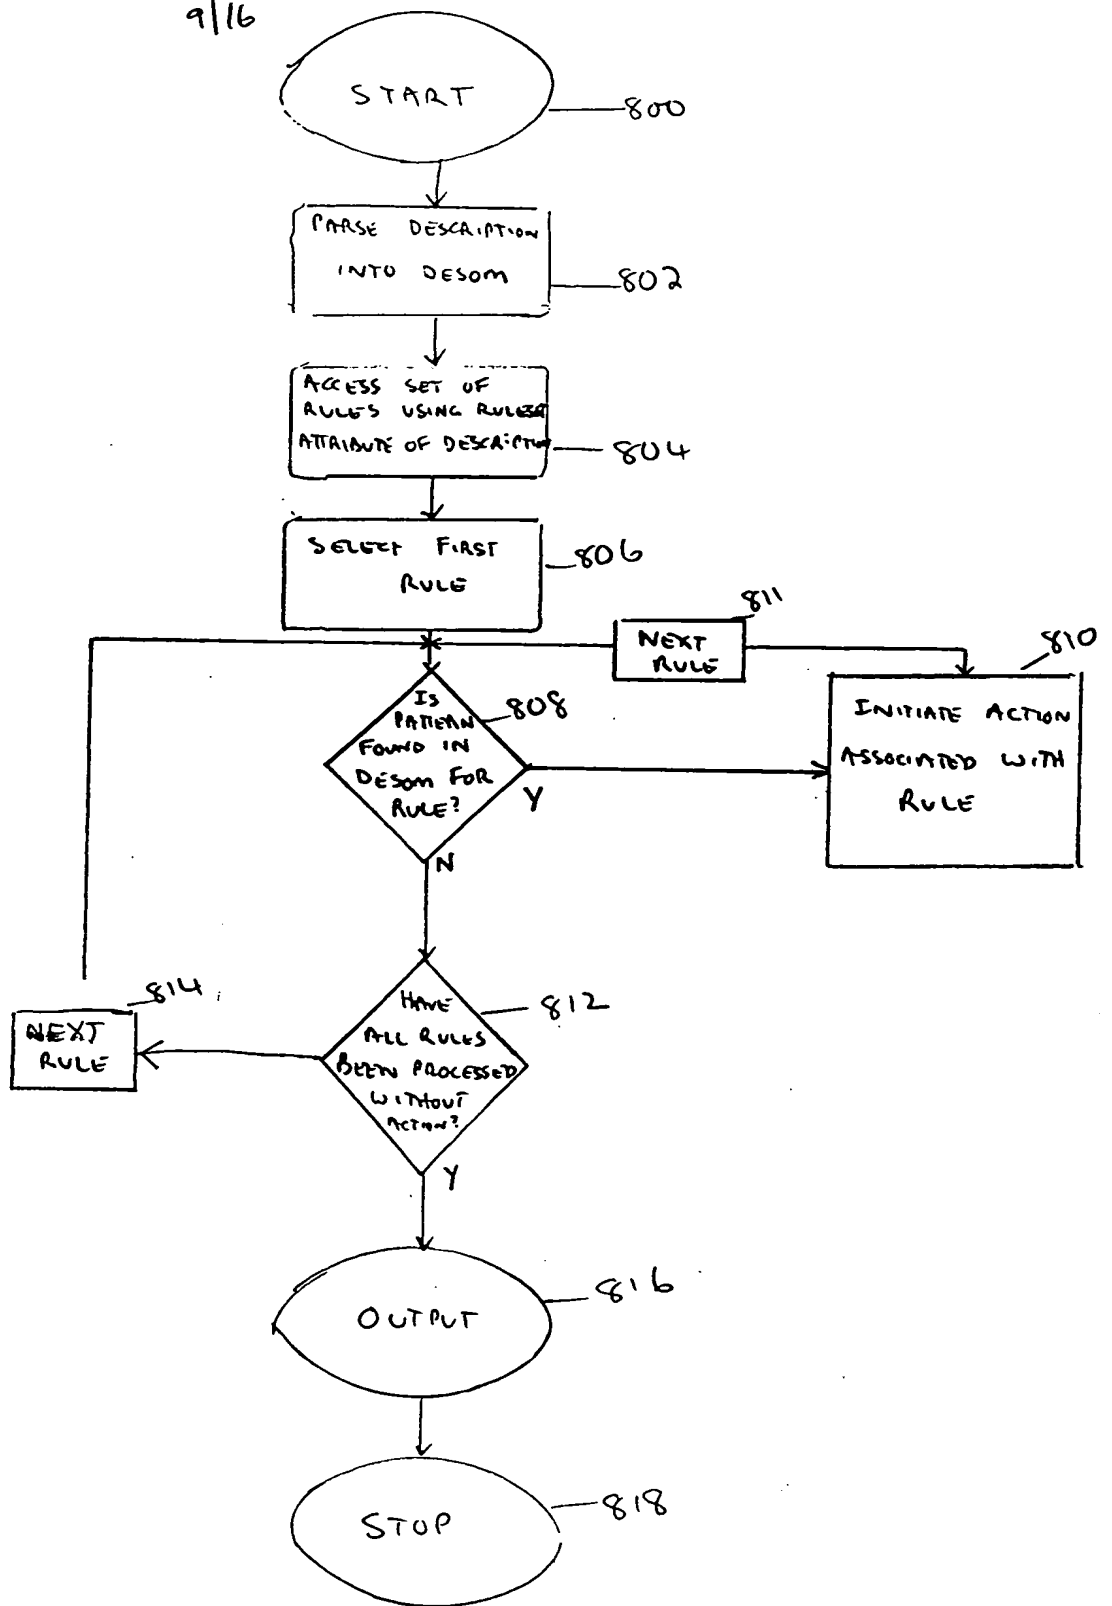 9/16
START
800
PARSE DESCRIPTION
INTO DESOM
802
ACCESS SET OF
RULES USING RULESET
ATTRIBUTE OF DESCRIPTION
804
SELECT FIRST
RULE
806
811
NEXT
RULE
810
INITIATE ACTION
ASSOCIATED WITH
RULE
IS
PATTERN
FOUND IN
DESOM FOR
RULE?
808
Y
N
814
NEXT
RULE
HAVE
ALL RULES
BEEN PROCESSED
WITHOUT
ACTION?
812
Y
OUTPUT
816
STOP
818